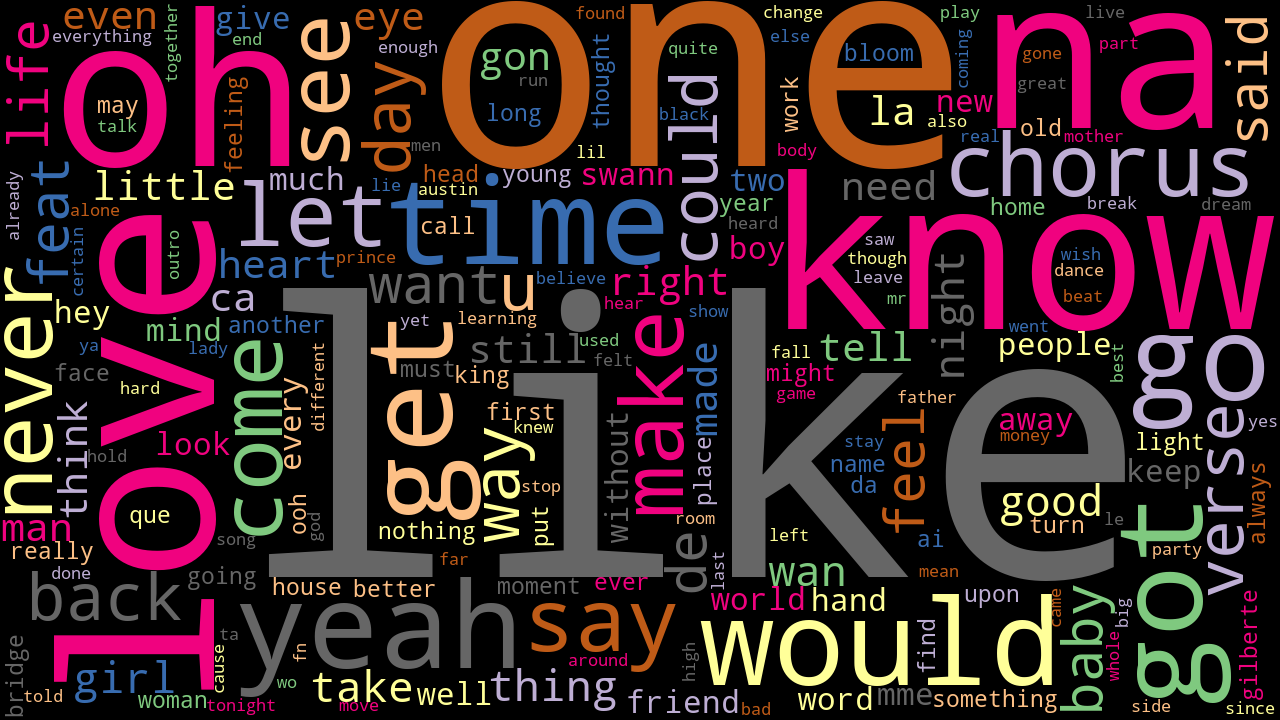 life
even
everything
together
oh
give
end
see
eye
enough
day
one
gon
run
quite
found
thought
long
black
change
else
play
live
bloom
coming
na
part
gone
great
said
may
talk
feeling
men
lil
work
la
also
new
old
mother
real
body
already
feat
little
much
head
austin
lie
young
swann
could
two
year
heard
need
chorus
home
break
dream
alone
certain
outro
love
let
time
call
prince
heart
believe
boy
know
saw
though
leave
mr
wish
dance
beat
never
hey
ca
want
u
right
hear
show
night
mind
another
ya
lady
yet
learning
still
used
felt
make
made
fall
tell
might
game
went
people
best
go
o
face
hard
come
different
every
get
must
king
first
knew
way
like
without
place
father
feel
stay
name
da
away
money
light
yes
verse
think
look
hold
que
ooh
god
nothing
stop
put
room
left
good
turn
le
keep
always
man
really
done
song
going
far
house
better
moment
ever
de
last
wan
ai
mean
got
party
back
l
yeah
say
world
hand
would
upon
came
baby
big
whole
gilberte
bridge
told
girl
woman
ta
cause
tonight
wo
fn
take
move
well
thing
around
friend
high
bad
word
mme
find
something
side
since